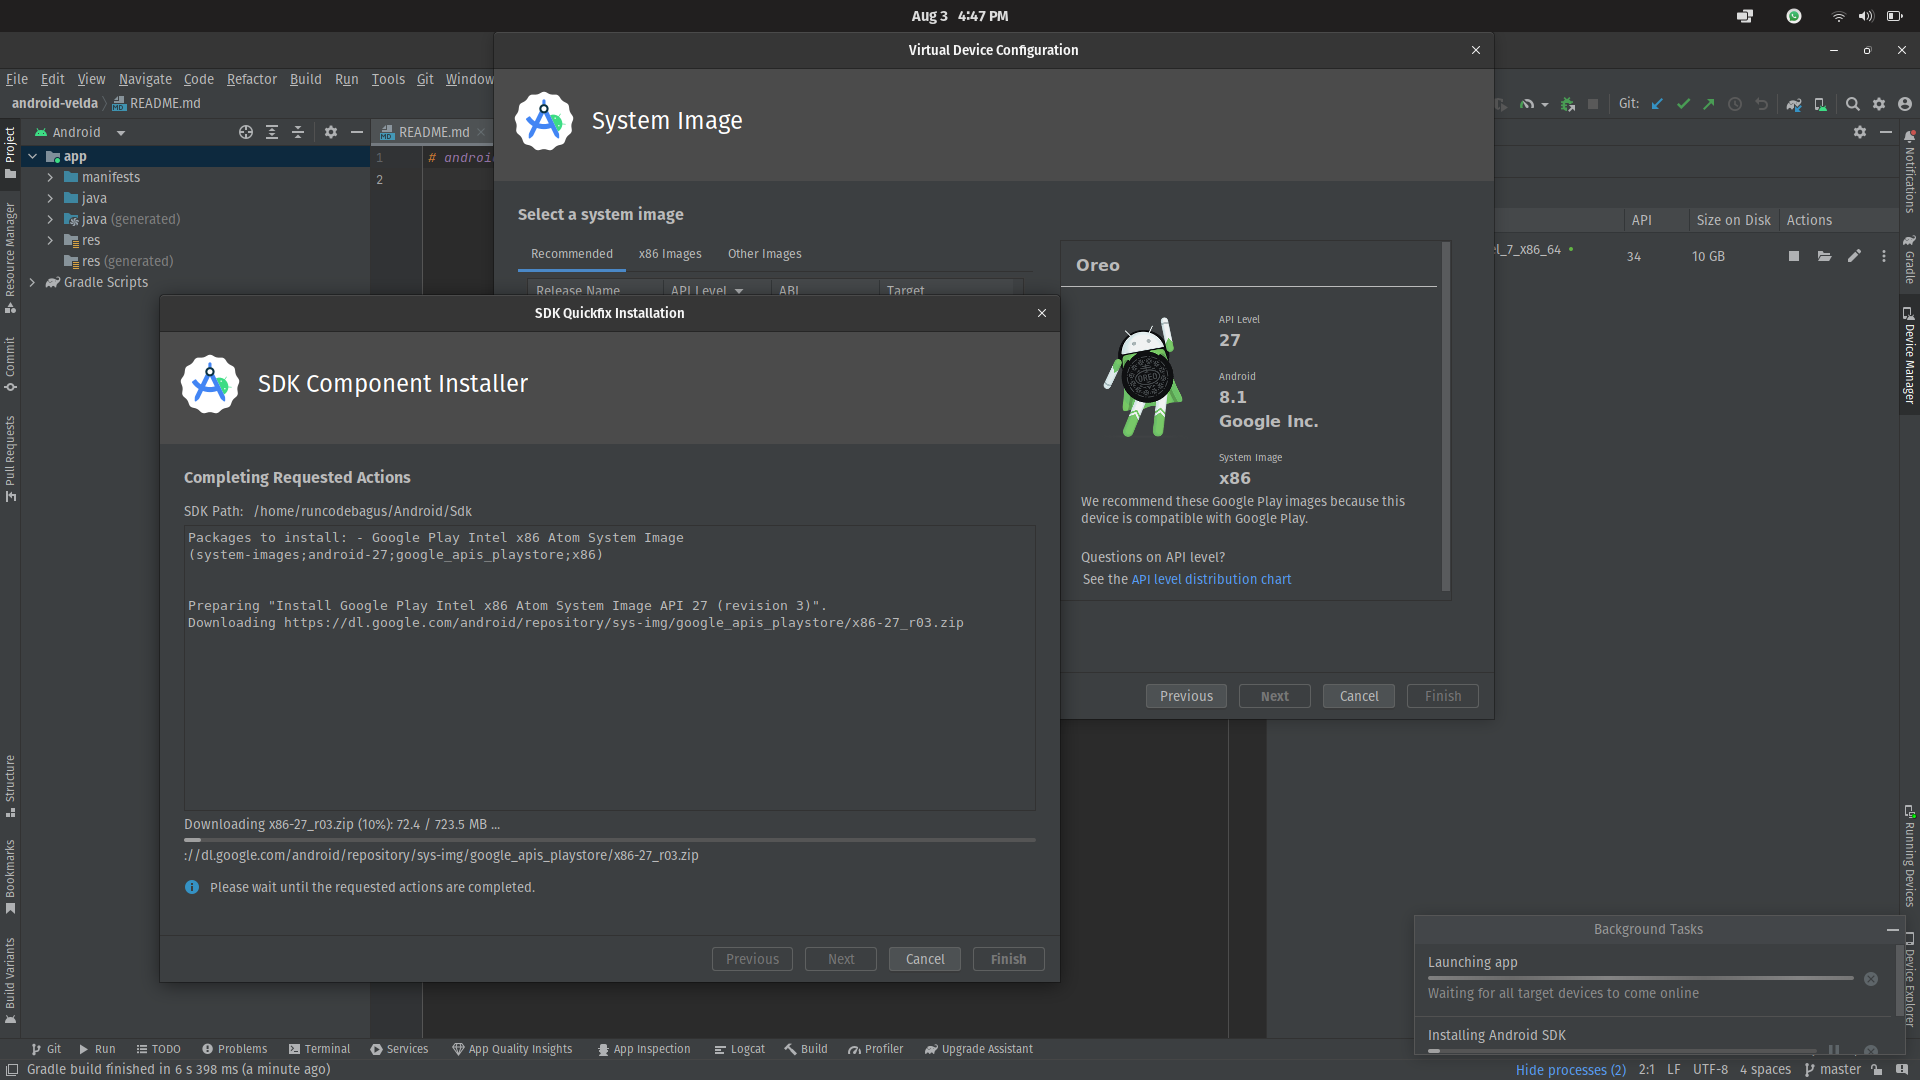 Aug 3 4:47 PM
Virtual Device Configuration
File Edit View Navigate Code Refactor Build Run Tools Git Window
android-velda README.md
Git:
System Image
Android
README.md
app
1 # android
manifests
2
java
java (generated)
res
res (generated)
Gradle Scripts
Select a system image
Recommended x86 Images Other Images
Release Name API Level ABI Target
API Size on Disk Actions
l_7_x86_64 34 10 GB
Oreo
API Level
27
Android
8.1
Google Inc.
System Image
x86
We recommend these Google Play images because this
device is compatible with Google Play.
Questions on API level?
See the API level distribution chart
Previous Next Cancel Finish
SDK Quickfix Installation
SDK Component Installer
Completing Requested Actions
SDK Path: /home/runcodebagus/Android/Sdk
Packages to install: - Google Play Intel x86 Atom System Image
(system-images;android-27;google_apis_playstore;x86)
Preparing "Install Google Play Intel x86 Atom System Image API 27 (revision 3)".
Downloading https://dl.google.com/android/repository/sys-img/google_apis_playstore/x86-27_r03.zip
Downloading x86-27_r03.zip (10%): 72.4 / 723.5 MB ...
://dl.google.com/android/repository/sys-img/google_apis_playstore/x86-27_r03.zip
Please wait until the requested actions are completed.
Previous Next Cancel Finish
Project
Resource Manager
Commit
Pull Requests
Structure
Bookmarks
Build Variants
Notifications
Gradle
Device Manager
Running Devices
Device Explorer
Background Tasks
Launching app
Waiting for all target devices to come online
Installing Android SDK
Git Run TODO Problems Terminal Services App Quality Insights App Inspection Logcat Build Profiler Upgrade Assistant
Gradle build finished in 6 s 398 ms (a minute ago)
Hide processes (2) 2:1 LF UTF-8 4 spaces master